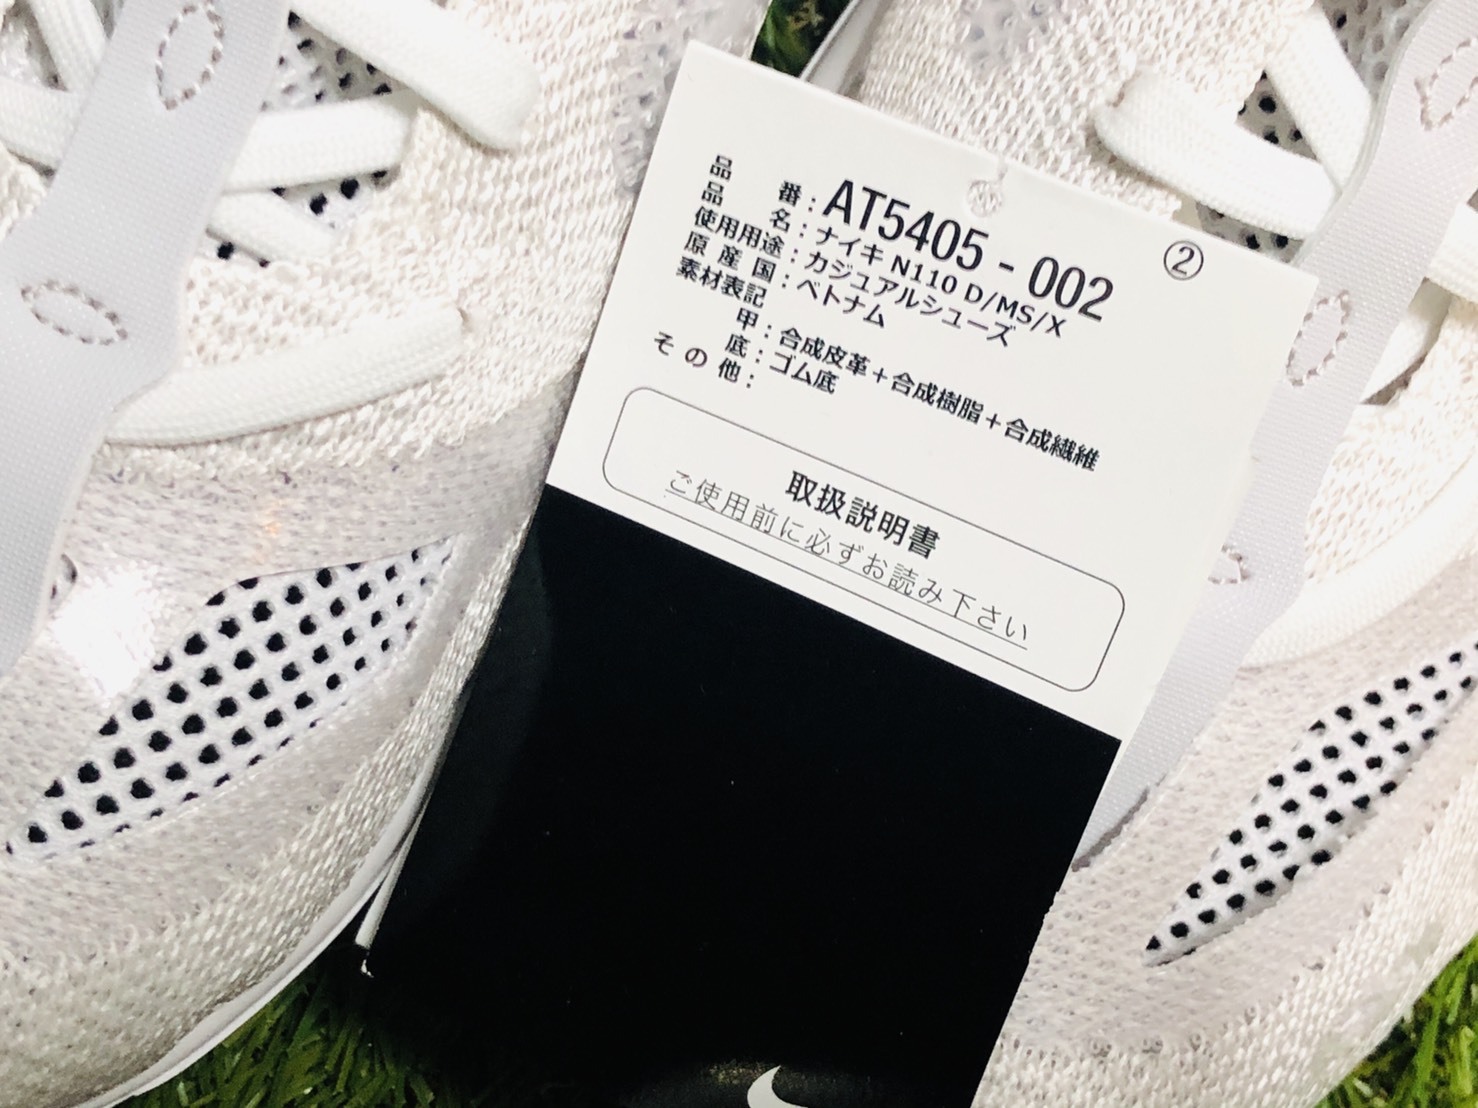 ②
品 番：AT5405-002
品 名：ナイキ N110 D/MS/X
使用用途：カジュアルシューズ
原 産 国：ベトナム
素材表記
甲：合成皮革＋合成樹脂＋合成繊維
底：ゴム底
そ の 他：
取扱説明書
ご使用前に必ずお読み下さい